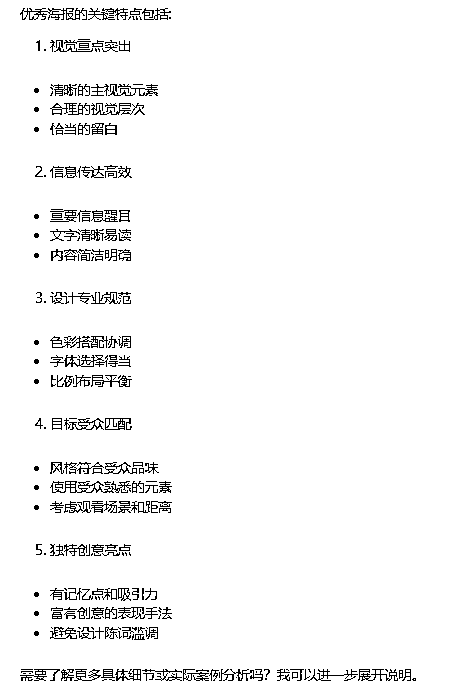 优秀海报的关键特点包括:
1. 视觉重点突出
• 清晰的主视觉元素
• 合理的视觉层次
• 恰当的留白
2. 信息传达高效
• 重要信息醒目
• 文字清晰易读
• 内容简洁明确
3. 设计专业规范
• 色彩搭配协调
• 字体选择得当
• 比例布局平衡
4. 目标受众匹配
• 风格符合受众品味
• 使用受众熟悉的元素
• 考虑观看场景和距离
5. 独特创意亮点
• 有记忆点和吸引力
• 富有创意的表现手法
• 避免设计陈词滥调
需要了解更多具体细节或实际案例分析吗？我可以进一步展开说明。